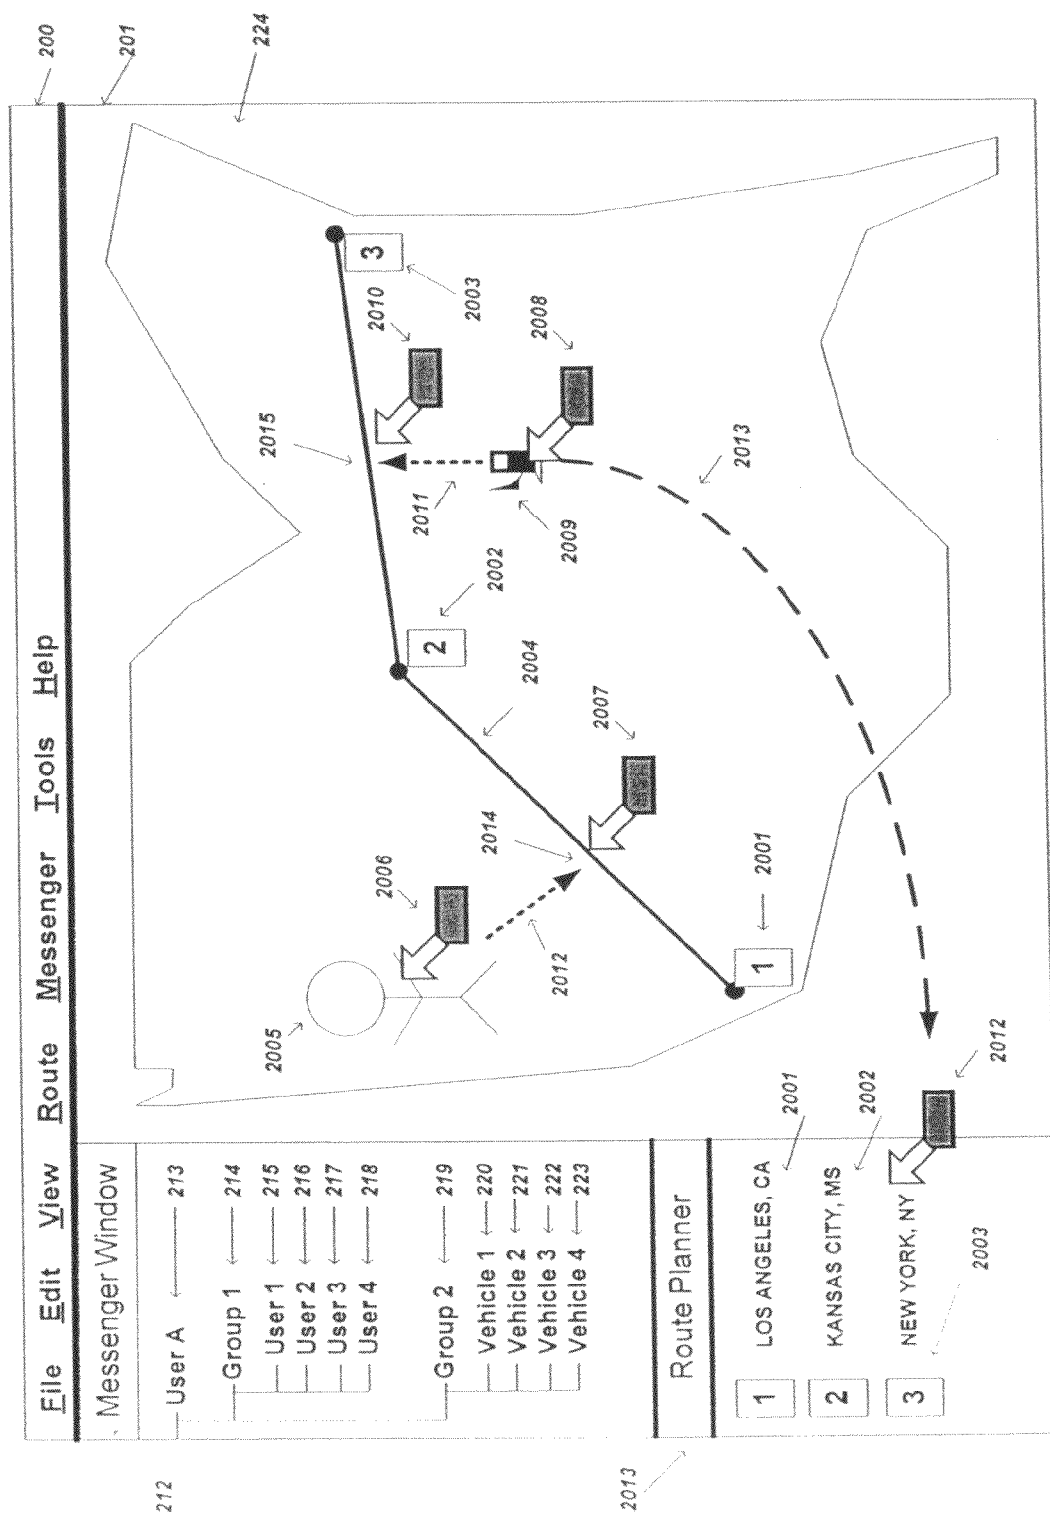 200
201
224
File Edit View Route Messenger Tools Help
Messenger Window
212
User A 213
Group 1 214
User 1 215
User 2 216
User 3 217
User 4 218
Group 2 219
Vehicle 1 220
Vehicle 2 221
Vehicle 3 222
Vehicle 4 223
2013
Route Planner
1 LOS ANGELES, CA 2001
2 KANSAS CITY, MS 2002
3 NEW YORK, NY
2003
2012
2005
2006
2012
2014
2007
1
2001
2004
2
2002
2015
2011
2009
2010
3
2003
2008
2013